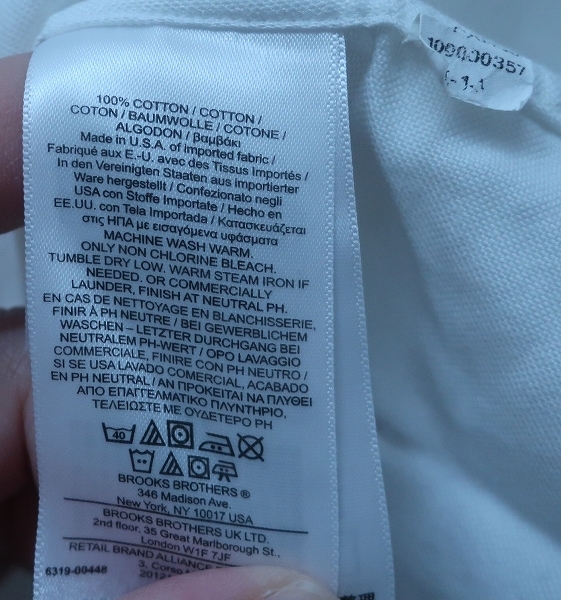 100000357
100% COTTON / COTTON /
COTON / BAUMWOLLE / COTONE /
ALGODON / βαμβάκι
Made in U.S.A. of imported fabric /
Fabriqué aux E.-U. avec des Tissus Importés /
In den Vereinigten Staaten aus importierter
Ware hergestellt / Confezionato negli
USA con Stoffe Importate / Hecho en
EE.UU. con Tela Importada / Κατασκευάζεται
στις ΗΠΑ με εισαγόμενα υφάσματα
MACHINE WASH WARM.
ONLY NON CHLORINE BLEACH.
TUMBLE DRY LOW. WARM STEAM IRON IF
NEEDED. OR COMMERCIALLY
LAUNDER, FINISH AT NEUTRAL PH.
EN CAS DE NETTOYAGE EN BLANCHISSERIE,
FINIR À PH NEUTRE / BEI GEWERBLICHEM
WASCHEN – LETZTER DURCHGANG BEI
NEUTRALEM PH-WERT / OPO LAVAGGIO
COMMERCIALE, FINIRE CON PH NEUTRO /
SI SE USA LAVADO COMERCIAL, ACABADO
EN PH NEUTRAL / ΑΝ ΠΡΟΚΕΙΤΑΙ ΝΑ ΠΛΥΘΕΙ
ΑΠΟ ΕΠΑΓΓΕΛΜΑΤΙΚΟ ΠΛΥΝΤΗΡΙΟ,
ΤΕΛΕΙΩΣΤΕ ΜΕ ΟΥΔΕΤΕΡΟ PH
40
BROOKS BROTHERS ®
346 Madison Ave.
New York, NY 10017 USA
BROOKS BROTHERS UK LTD.
2nd floor, 35 Great Marlborough St.,
London W1F 7JF
RETAIL BRAND ALLIANCE
6319-00448
3, Corso
2012